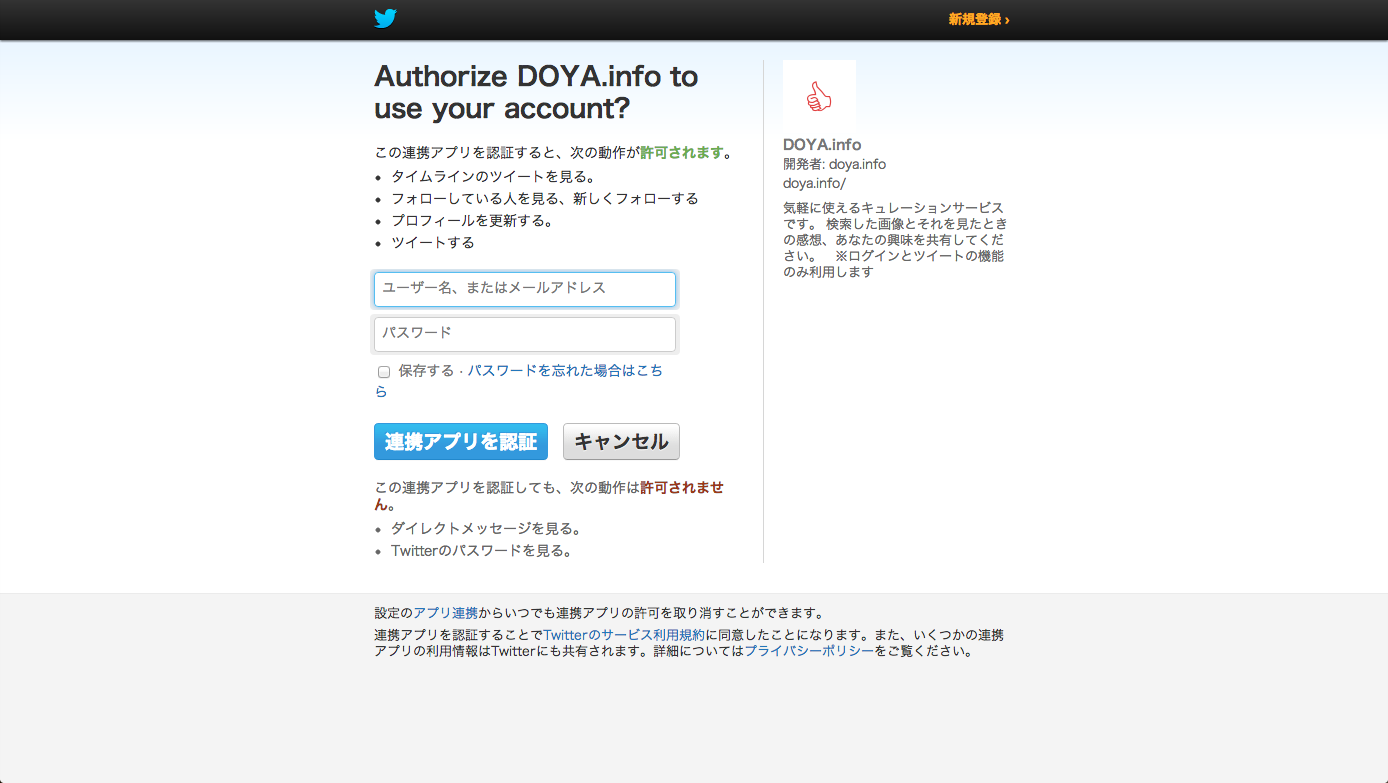 新規登録 ›
Authorize DOYA.info to
use your account?
この連携アプリを認証すると、次の動作が許可されます。
• タイムラインのツイートを見る。
• フォローしている人を見る、新しくフォローする
• プロフィールを更新する。
• ツイートする
ユーザー名、またはメールアドレス
パスワード
保存する · パスワードを忘れた場合はこち
ら
連携アプリを認証 キャンセル
この連携アプリを認証しても、次の動作は許可されませ
ん。
• ダイレクトメッセージを見る。
• Twitterのパスワードを見る。
DOYA.info
開発者: doya.info
doya.info/
気軽に使えるキュレーションサービス
です。 検索した画像とそれを見たとき
の感想、あなたの興味を共有してくだ
さい。　※ログインとツイートの機能
のみ利用します
設定のアプリ連携からいつでも連携アプリの許可を取り消すことができます。
連携アプリを認証することでTwitterのサービス利用規約に同意したことになります。また、いくつかの連携
アプリの利用情報はTwitterにも共有されます。詳細についてはプライバシーポリシーをご覧ください。